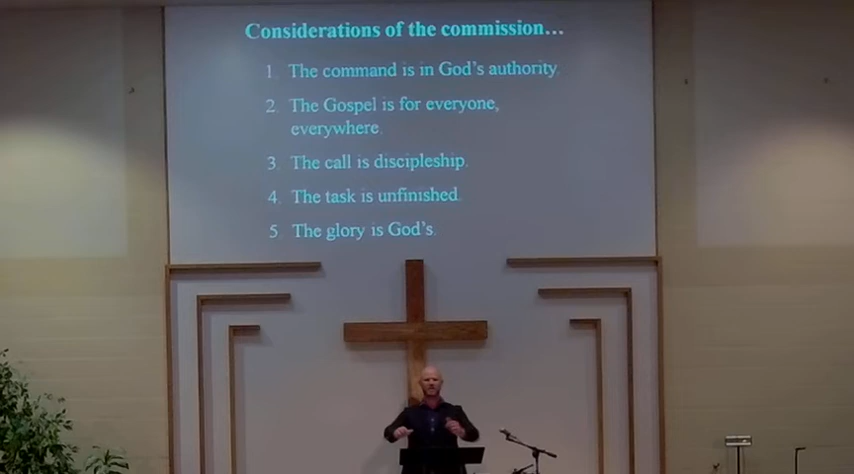 Considerations of the commission...
1. The command is in God's authority.
2. The Gospel is for everyone,
everywhere.
3. The call is discipleship.
4. The task is unfinished.
5. The glory is God's.